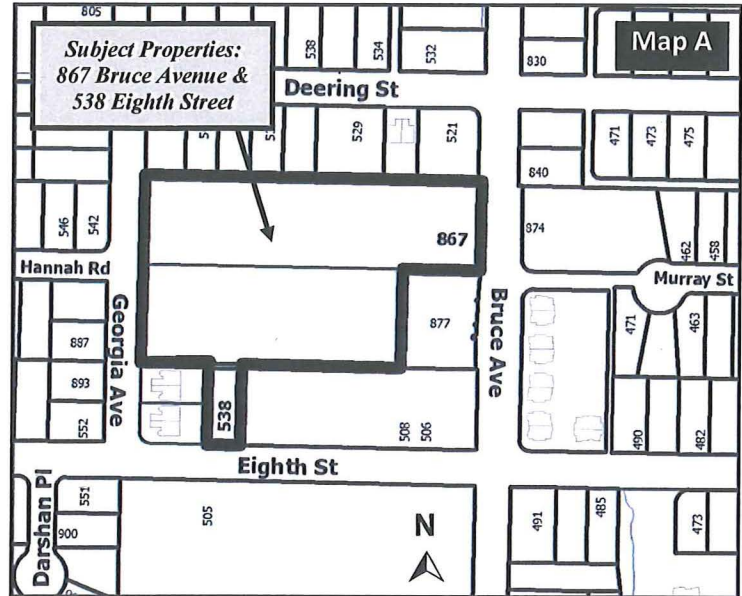 805
Subject Properties:
867 Bruce Avenue &
538 Eighth Street
538
534
532
830
Map A
Deering St
529
521
471
473
475
840
546
542
867
874
462
458
Hannah Rd
Murray St
Georgia Ave
Bruce Ave
887
877
471
463
893
552
538
508
506
490
482
Eighth St
Darshan Pl
551
900
505
N
491
485
473